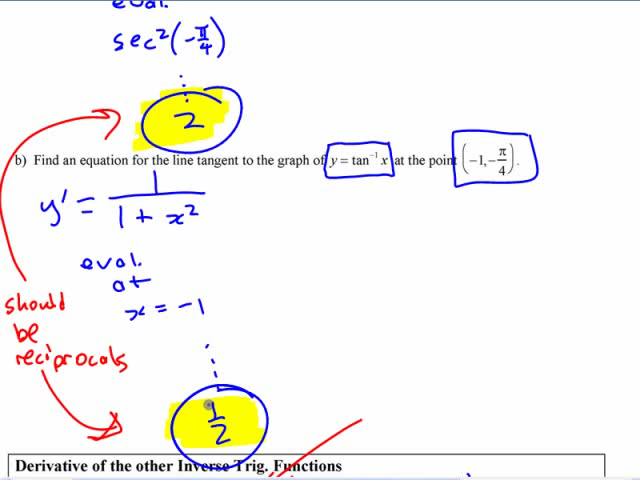 eval.
sec²(-π/4)
2
b) Find an equation for the line tangent to the graph of y = tan⁻¹ x at the point (-1, -π/4).
y' = 1/(1 + x²)
eval.
at
x = -1
should
be
reciprocals
1/2
Derivative of the other Inverse Trig. Functions